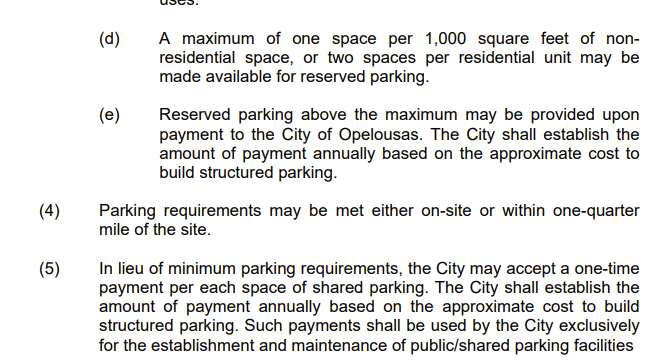 uses.
(d) A maximum of one space per 1,000 square feet of non-
residential space, or two spaces per residential unit may be
made available for reserved parking.
(e) Reserved parking above the maximum may be provided upon
payment to the City of Opelousas. The City shall establish the
amount of payment annually based on the approximate cost to
build structured parking.
(4) Parking requirements may be met either on-site or within one-quarter
mile of the site.
(5) In lieu of minimum parking requirements, the City may accept a one-time
payment per each space of shared parking. The City shall establish the
amount of payment annually based on the approximate cost to build
structured parking. Such payments shall be used by the City exclusively
for the establishment and maintenance of public/shared parking facilities